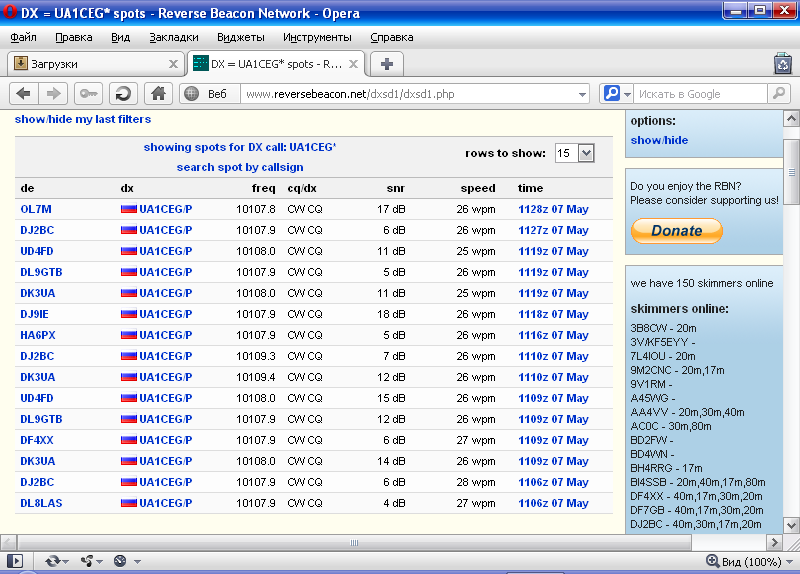 DX = UA1CEG* spots - Reverse Beacon Network - Opera
Файл Правка Вид Закладки Виджеты Инструменты Справка
Загрузки
DX = UA1CEG* spots - R...
Веб www.reversebeacon.net/dxsd1/dxsd1.php Искать в Google
show/hide my last filters
showing spots for DX call: UA1CEG*
search spot by callsign
rows to show: 15
de dx freq cq/dx snr speed time
OL7M UA1CEG/P 10107.8 CW CQ 17 dB 26 wpm 1128z 07 May
DJ2BC UA1CEG/P 10107.9 CW CQ 6 dB 26 wpm 1127z 07 May
UD4FD UA1CEG/P 10108.0 CW CQ 11 dB 25 wpm 1119z 07 May
DL9GTB UA1CEG/P 10107.9 CW CQ 5 dB 26 wpm 1119z 07 May
DK3UA UA1CEG/P 10108.0 CW CQ 11 dB 25 wpm 1119z 07 May
DJ9IE UA1CEG/P 10107.9 CW CQ 18 dB 26 wpm 1118z 07 May
HA6PX UA1CEG/P 10107.9 CW CQ 5 dB 26 wpm 1116z 07 May
DJ2BC UA1CEG/P 10109.3 CW CQ 7 dB 26 wpm 1110z 07 May
DK3UA UA1CEG/P 10109.4 CW CQ 12 dB 26 wpm 1110z 07 May
UD4FD UA1CEG/P 10108.0 CW CQ 15 dB 26 wpm 1109z 07 May
DL9GTB UA1CEG/P 10107.9 CW CQ 12 dB 26 wpm 1109z 07 May
DF4XX UA1CEG/P 10107.9 CW CQ 6 dB 27 wpm 1109z 07 May
DK3UA UA1CEG/P 10108.0 CW CQ 14 dB 26 wpm 1109z 07 May
DJ2BC UA1CEG/P 10107.9 CW CQ 6 dB 28 wpm 1106z 07 May
DL8LAS UA1CEG/P 10107.9 CW CQ 4 dB 27 wpm 1106z 07 May
options:
show/hide
Do you enjoy the RBN?
Please consider supporting us!
Donate
we have 150 skimmers online
skimmers online:
3B8CW - 20m
3V/KF5EYY -
7L4IOU - 20m
9M2CNC - 20m,17m
9V1RM -
A45WG -
AA4VV - 20m,30m,40m
AC0C - 30m,80m
BD2FW -
BD4WN -
BH4RRG - 17m
BI4SSB - 20m,40m,17m,80m
DF4XX - 40m,17m,30m,20m
DF7GB - 40m,17m,30m,20m
DJ2BC - 40m,30m,17m,20m
Вид (100%)